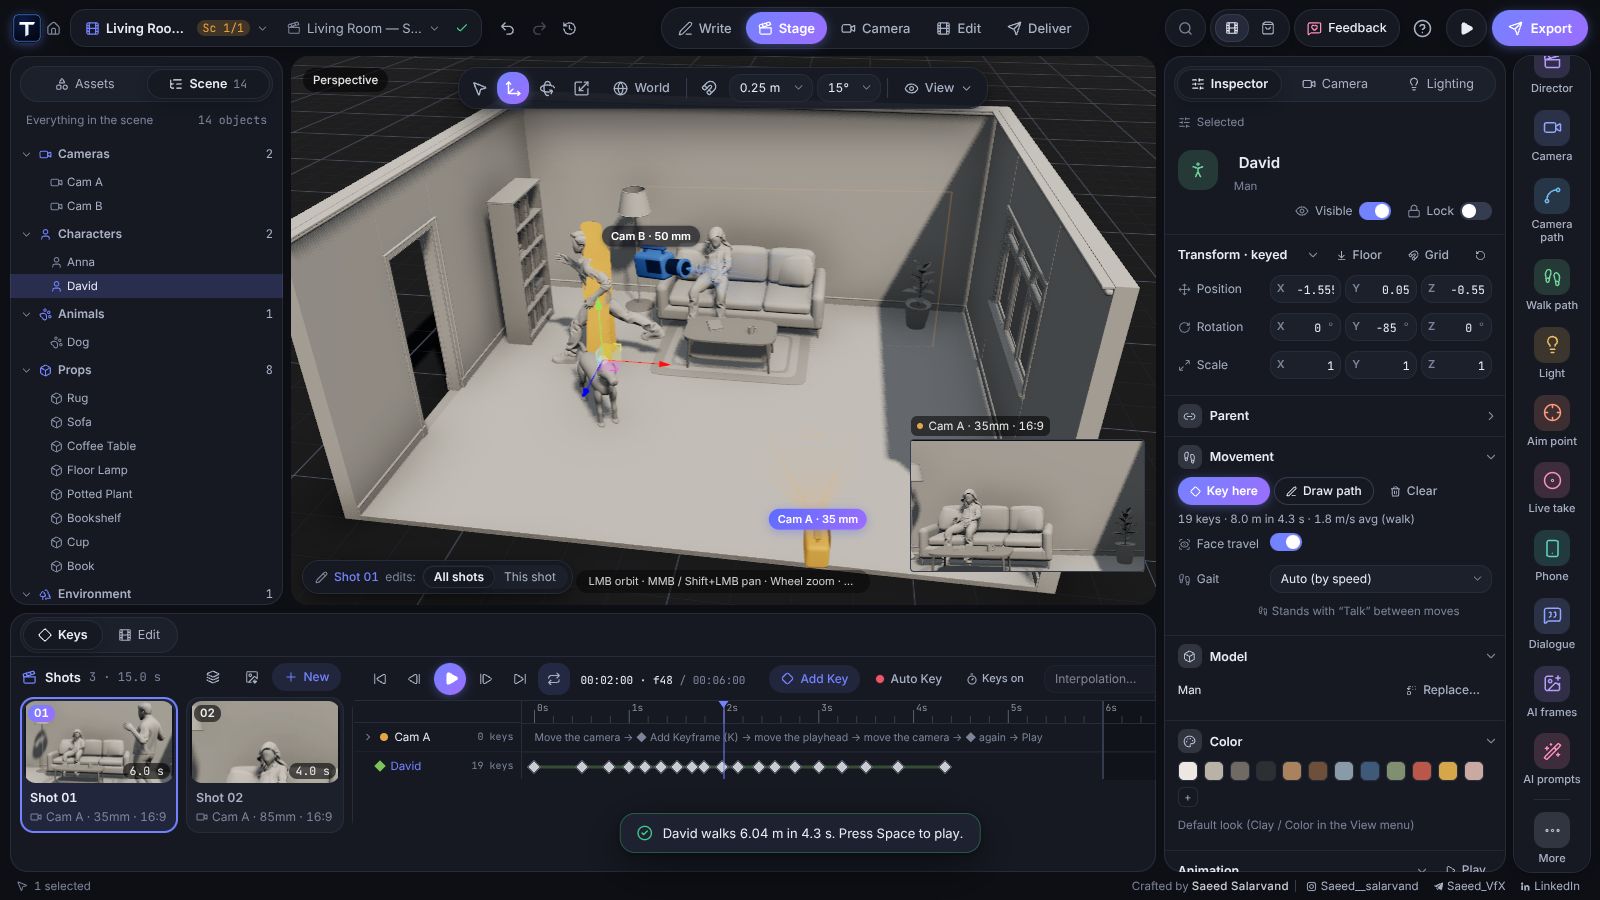 T
Living Roo...
Sc 1/1
Living Room — S...
Write
Stage
Camera
Edit
Deliver
Feedback
Export
Assets
Scene 14
Everything in the scene
14 objects
Cameras 2
Cam A
Cam B
Characters 2
Anna
David
Animals 1
Dog
Props 8
Rug
Sofa
Coffee Table
Floor Lamp
Potted Plant
Bookshelf
Cup
Book
Environment 1
Perspective
World
0.25 m
15°
View
Cam B · 50 mm
Cam A · 35mm · 16:9
Cam A · 35 mm
Shot 01 edits: All shots This shot
LMB orbit · MMB / Shift+LMB pan · Wheel zoom · ...
Inspector
Camera
Lighting
Selected
David
Man
Visible
Lock
Transform · keyed
Floor
Grid
Position X -1.55 Y 0.05 Z -0.55
Rotation X 0 ° Y -85 ° Z 0 °
Scale X 1 Y 1 Z 1
Parent
Movement
Key here
Draw path
Clear
19 keys · 8.0 m in 4.3 s · 1.8 m/s avg (walk)
Face travel
Gait Auto (by speed)
Stands with “Talk” between moves
Model
Man
Replace...
Color
+
Default look (Clay / Color in the View menu)
Animation
Play
Director
Camera
Camera
path
Walk path
Light
Aim point
Live take
Phone
Dialogue
AI frames
AI prompts
More
Keys
Edit
Shots 3 · 15.0 s
New
00:02:00 · f48 / 00:06:00
Add Key
Auto Key
Keys on
Interpolation...
01
6.0 s
Shot 01
Cam A · 35mm · 16:9
02
4.0 s
Shot 02
Cam A · 85mm · 16:9
0s 1s 2s 3s 4s 5s 6s
Cam A 0 keys
Move the camera → ◆ Add Keyframe (K) → move the playhead → move the camera → ◆ again → Play
David 19 keys
David walks 6.04 m in 4.3 s. Press Space to play.
1 selected
Crafted by Saeed Salarvand
Saeed__salarvand
Saeed_VfX
LinkedIn